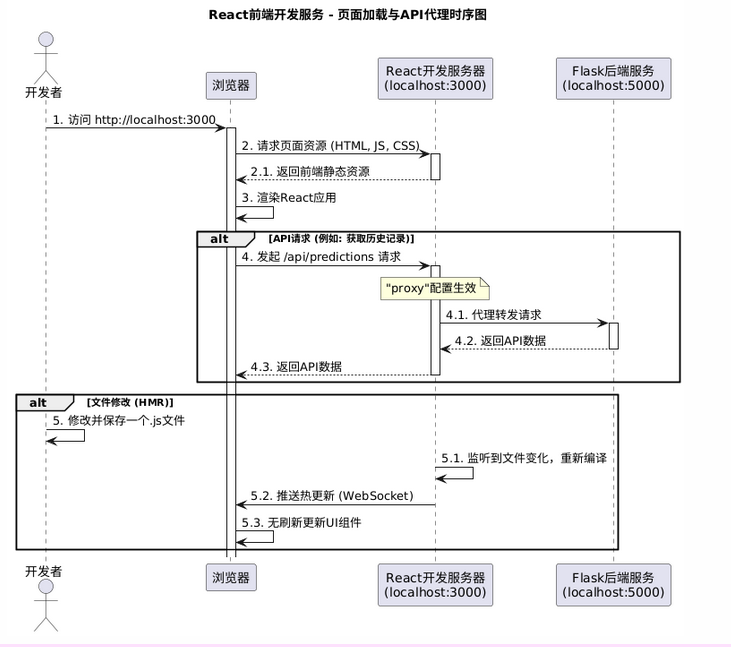 React前端开发服务 - 页面加载与API代理时序图
开发者
浏览器
React开发服务器
(localhost:3000)
Flask后端服务
(localhost:5000)
1. 访问 http://localhost:3000
2. 请求页面资源 (HTML, JS, CSS)
2.1. 返回前端静态资源
3. 渲染React应用
alt
[API请求 (例如: 获取历史记录)]
4. 发起 /api/predictions 请求
"proxy"配置生效
4.1. 代理转发请求
4.2. 返回API数据
4.3. 返回API数据
alt
[文件修改 (HMR)]
5. 修改并保存一个.js文件
5.1. 监听到文件变化，重新编译
5.2. 推送热更新 (WebSocket)
5.3. 无刷新更新UI组件
开发者
浏览器
React开发服务器
(localhost:3000)
Flask后端服务
(localhost:5000)